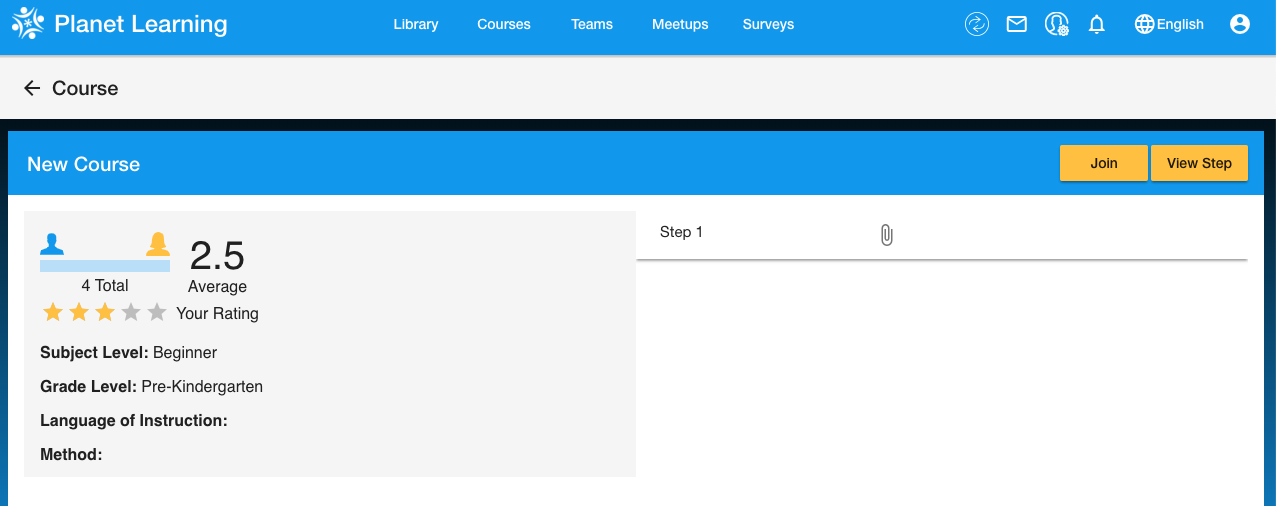 Planet Learning
Library Courses Teams Meetups Surveys English
Course
New Course
Join View Step
2.5
4 Total Average
Your Rating
Subject Level: Beginner
Grade Level: Pre-Kindergarten
Language of Instruction:
Method:
Step 1